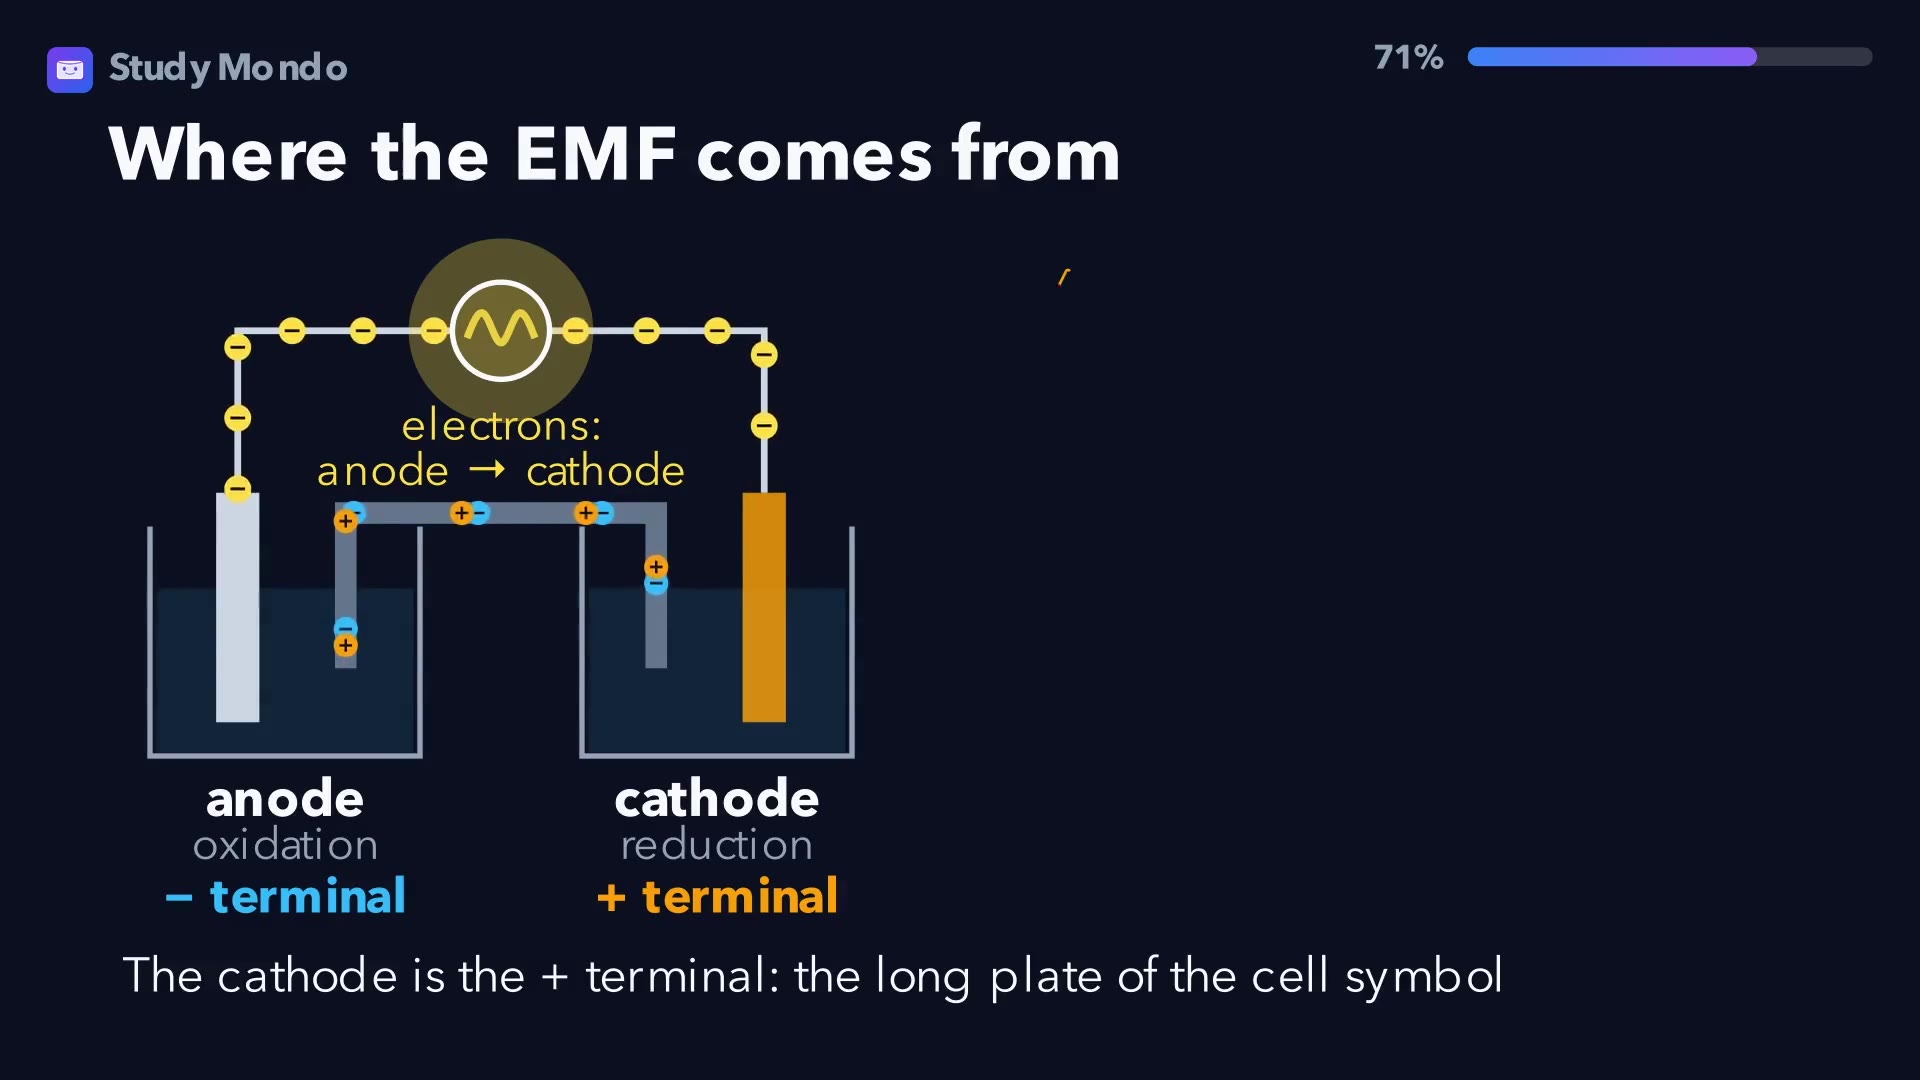 Study Mondo
71%
Where the EMF comes from
electrons:
anode → cathode
anode
oxidation
− terminal
cathode
reduction
+ terminal
The cathode is the + terminal: the long plate of the cell symbol